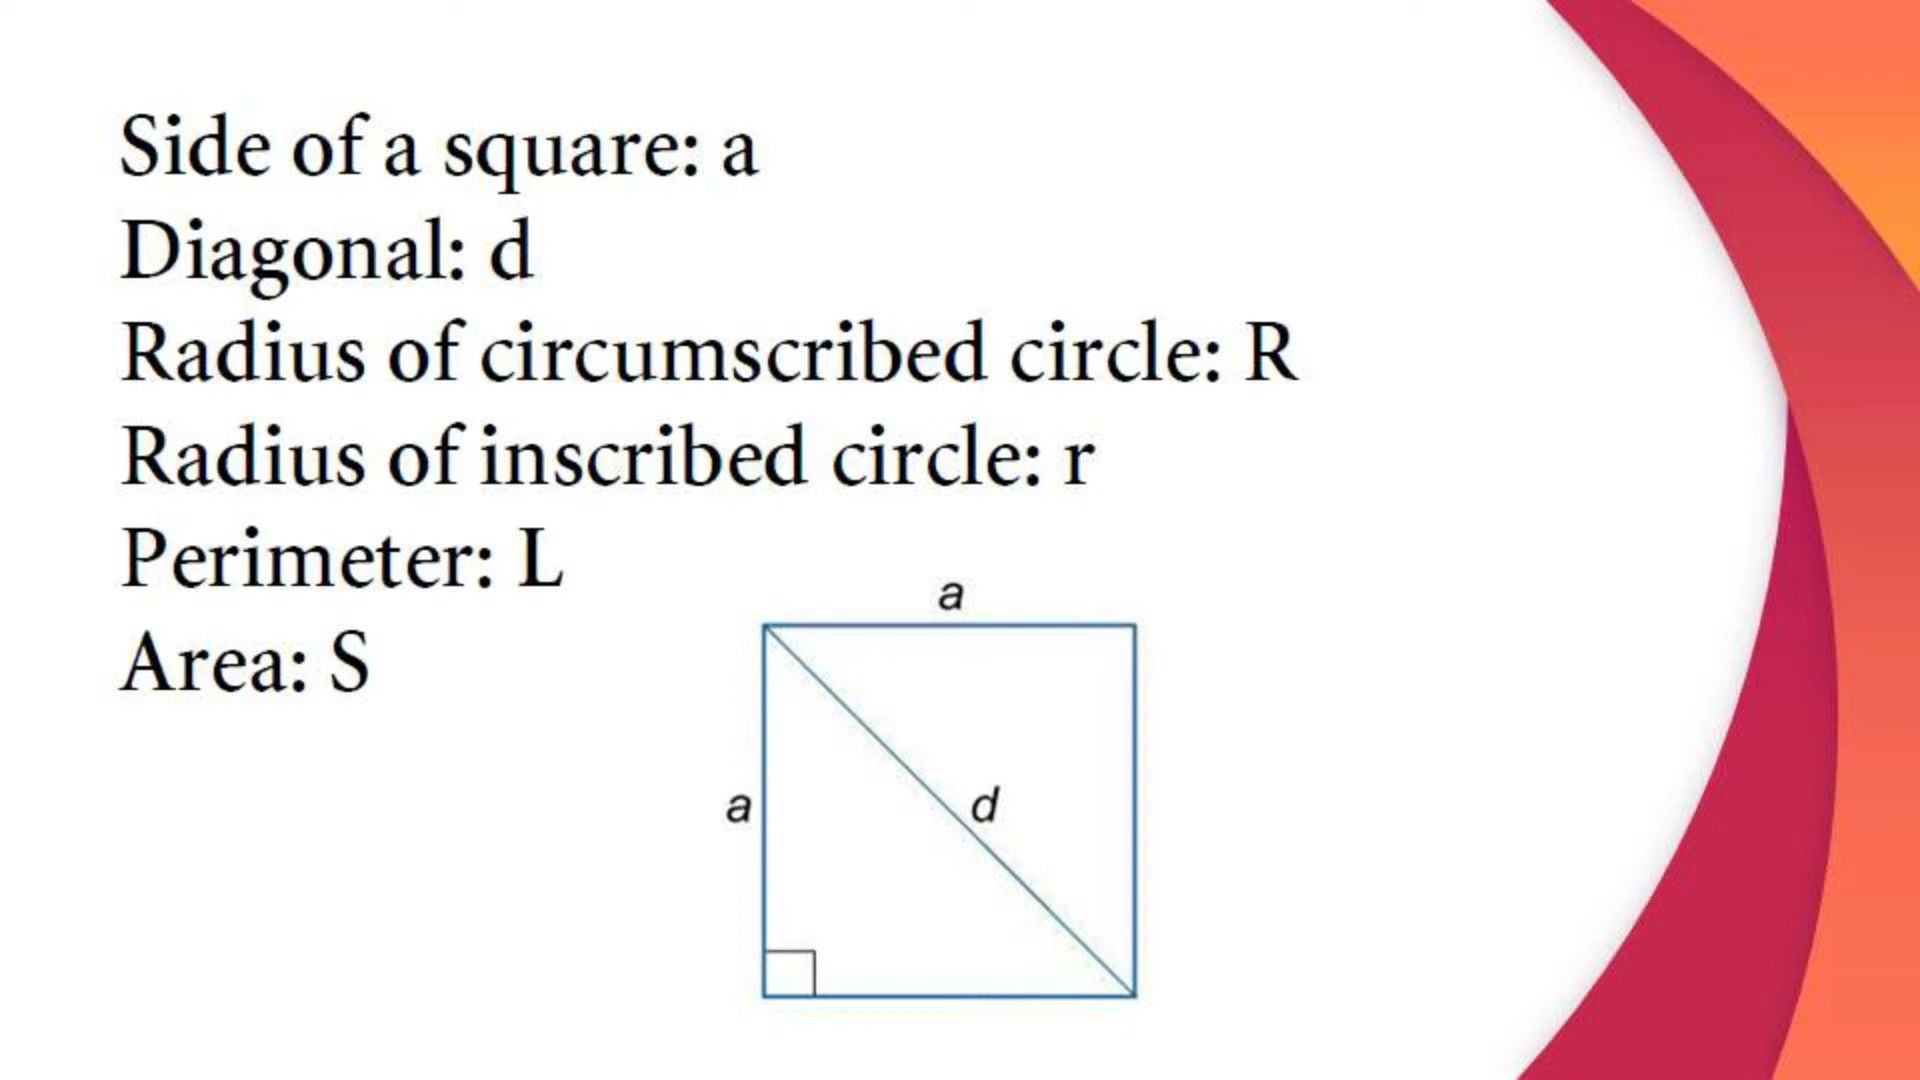 Side of a square: a
Diagonal: d
Radius of circumscribed circle: R
Radius of inscribed circle: r
Perimeter: L
Area: S
a
a
d